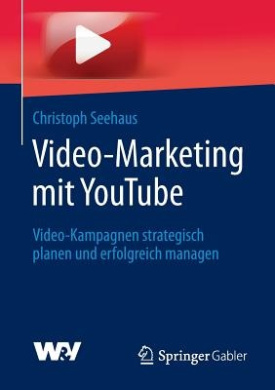 Christoph Seehaus
Video-Marketing
mit YouTube
Video-Kampagnen strategisch
planen und erfolgreich managen
W&V
Springer Gabler